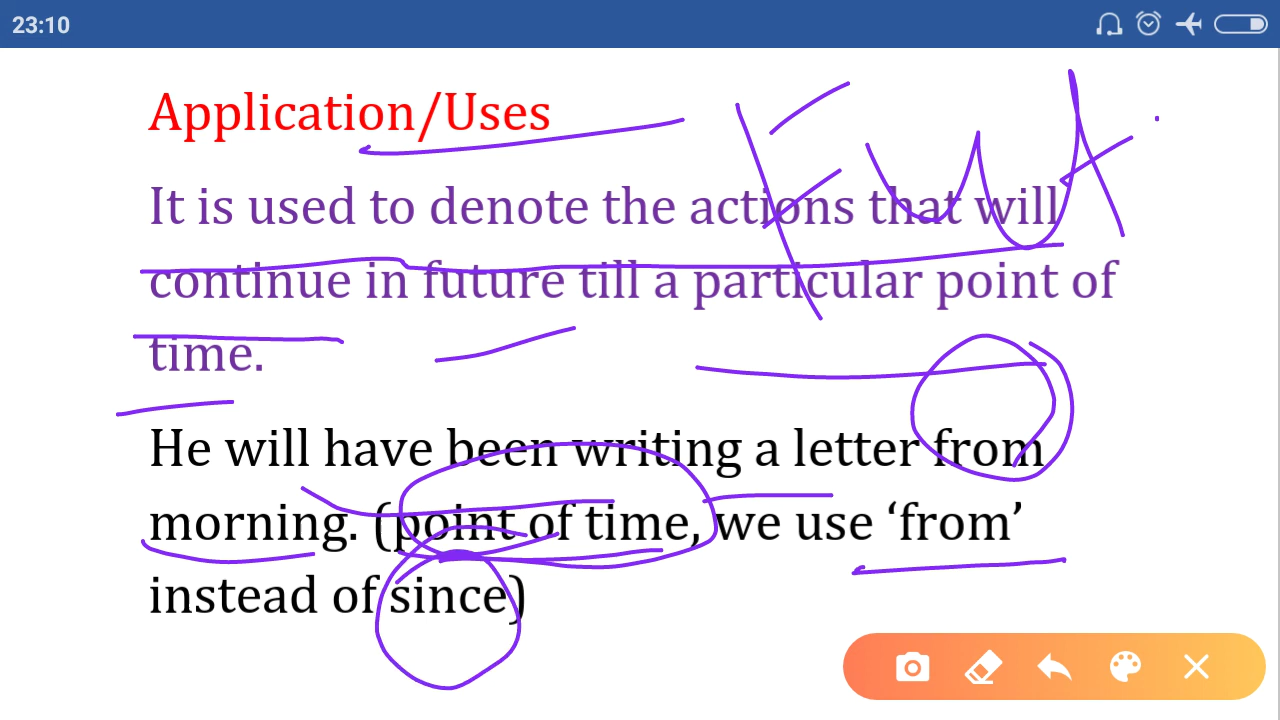 23:10
Application/Uses
Fut
It is used to denote the actions that will
continue in future till a particular point of
time.
He will have been writing a letter from
morning. (point of time, we use ‘from’
instead of since)